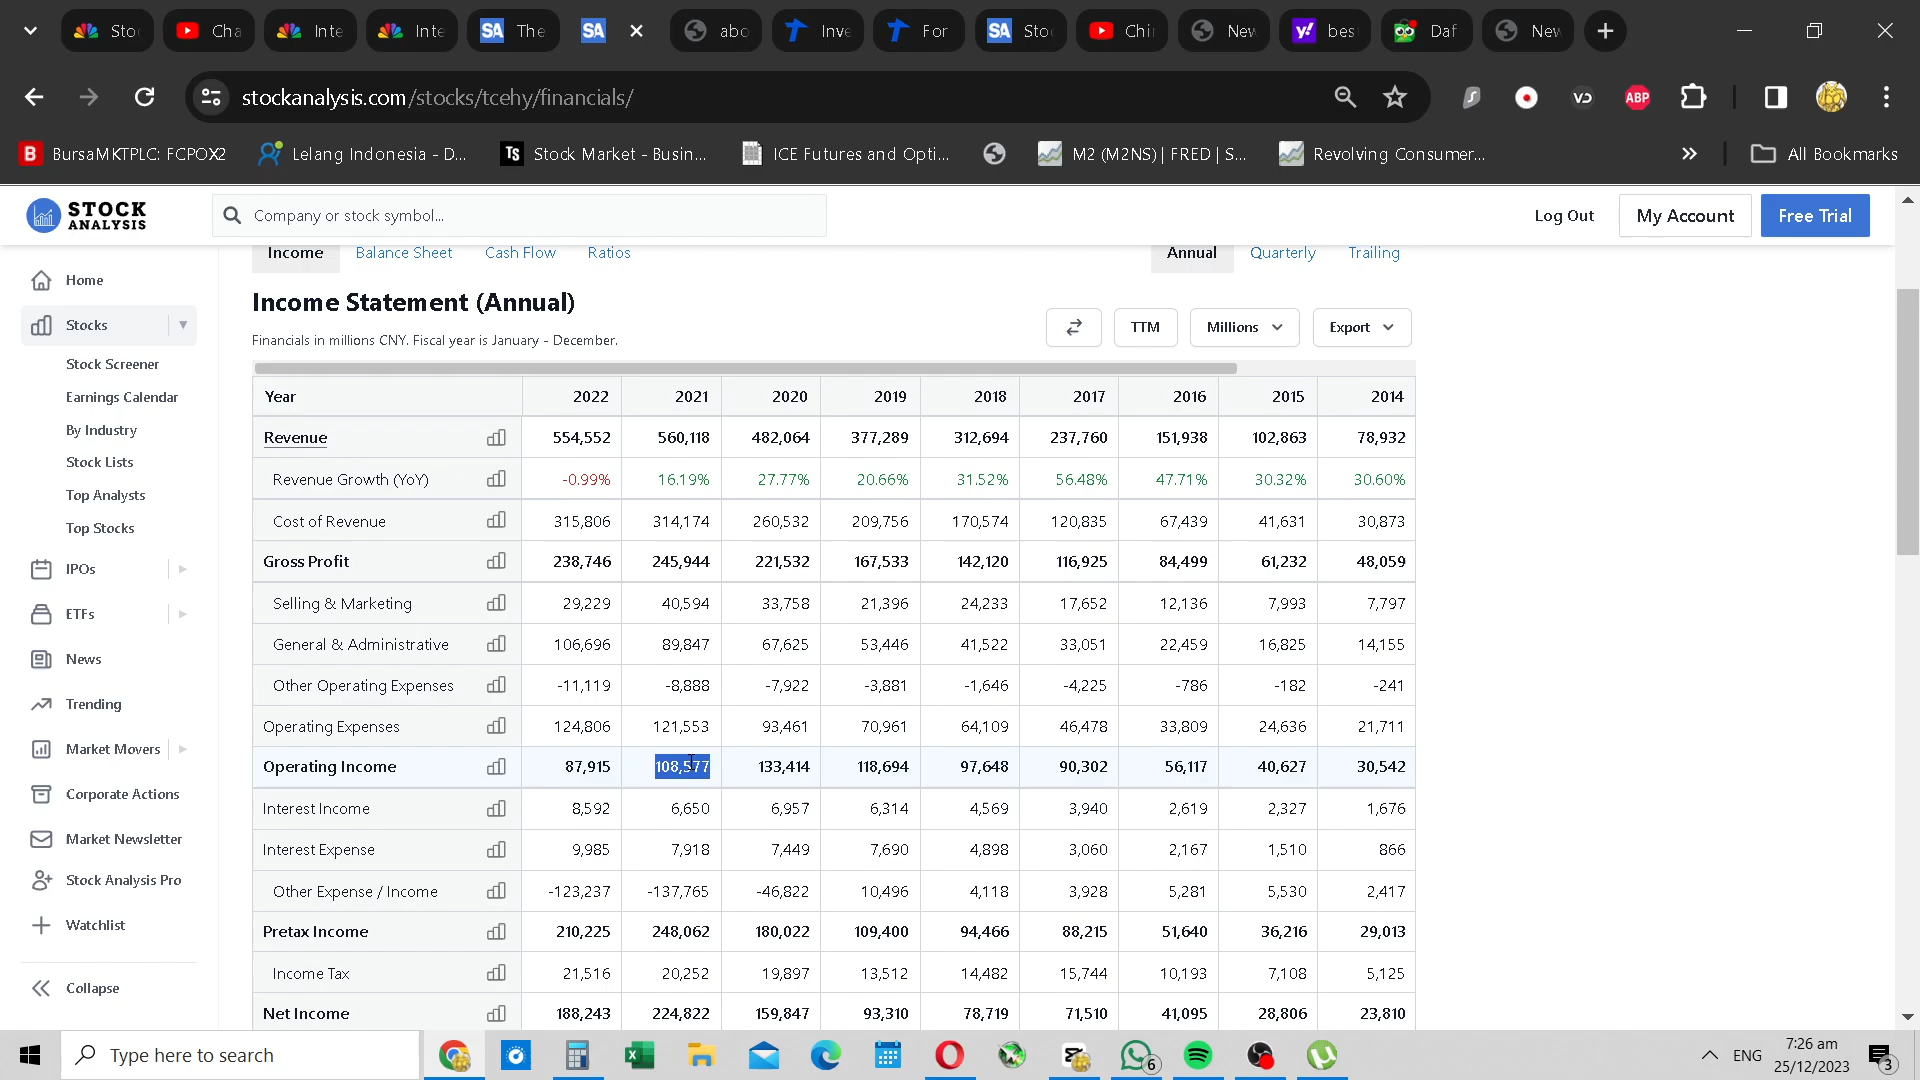 Sto
Cha
Inte
Inte
The
abo
Inve
For
Sto
Chi
New
bes
Daf
New
stockanalysis.com/stocks/tcehy/financials/
BursaMKTPLC: FCPOX2
Lelang Indonesia - D...
Stock Market - Busin...
ICE Futures and Opti...
M2 (M2NS) | FRED | S...
Revolving Consumer...
All Bookmarks
STOCK ANALYSIS
Company or stock symbol...
Log Out
My Account
Free Trial
Home
Stocks
Stock Screener
Earnings Calendar
By Industry
Stock Lists
Top Analysts
Top Stocks
IPOs
ETFs
News
Trending
Market Movers
Corporate Actions
Market Newsletter
Stock Analysis Pro
Watchlist
Collapse
Income Balance Sheet Cash Flow Ratios
Annual Quarterly Trailing
Income Statement (Annual)
Financials in millions CNY. Fiscal year is January - December.
TTM Millions Export
Year 2022 2021 2020 2019 2018 2017 2016 2015 2014
Revenue 554,552 560,118 482,064 377,289 312,694 237,760 151,938 102,863 78,932
Revenue Growth (YoY) -0.99% 16.19% 27.77% 20.66% 31.52% 56.48% 47.71% 30.32% 30.60%
Cost of Revenue 315,806 314,174 260,532 209,756 170,574 120,835 67,439 41,631 30,873
Gross Profit 238,746 245,944 221,532 167,533 142,120 116,925 84,499 61,232 48,059
Selling & Marketing 29,229 40,594 33,758 21,396 24,233 17,652 12,136 7,993 7,797
General & Administrative 106,696 89,847 67,625 53,446 41,522 33,051 22,459 16,825 14,155
Other Operating Expenses -11,119 -8,888 -7,922 -3,881 -1,646 -4,225 -786 -182 -241
Operating Expenses 124,806 121,553 93,461 70,961 64,109 46,478 33,809 24,636 21,711
Operating Income 87,915 108,577 133,414 118,694 97,648 90,302 56,117 40,627 30,542
Interest Income 8,592 6,650 6,957 6,314 4,569 3,940 2,619 2,327 1,676
Interest Expense 9,985 7,918 7,449 7,690 4,898 3,060 2,167 1,510 866
Other Expense / Income -123,237 -137,765 -46,822 10,496 4,118 3,928 5,281 5,530 2,417
Pretax Income 210,225 248,062 180,022 109,400 94,466 88,215 51,640 36,216 29,013
Income Tax 21,516 20,252 19,897 13,512 14,482 15,744 10,193 7,108 5,125
Net Income 188,243 224,822 159,847 93,310 78,719 71,510 41,095 28,806 23,810
Type here to search
6
ENG
7:26 am
25/12/2023
3